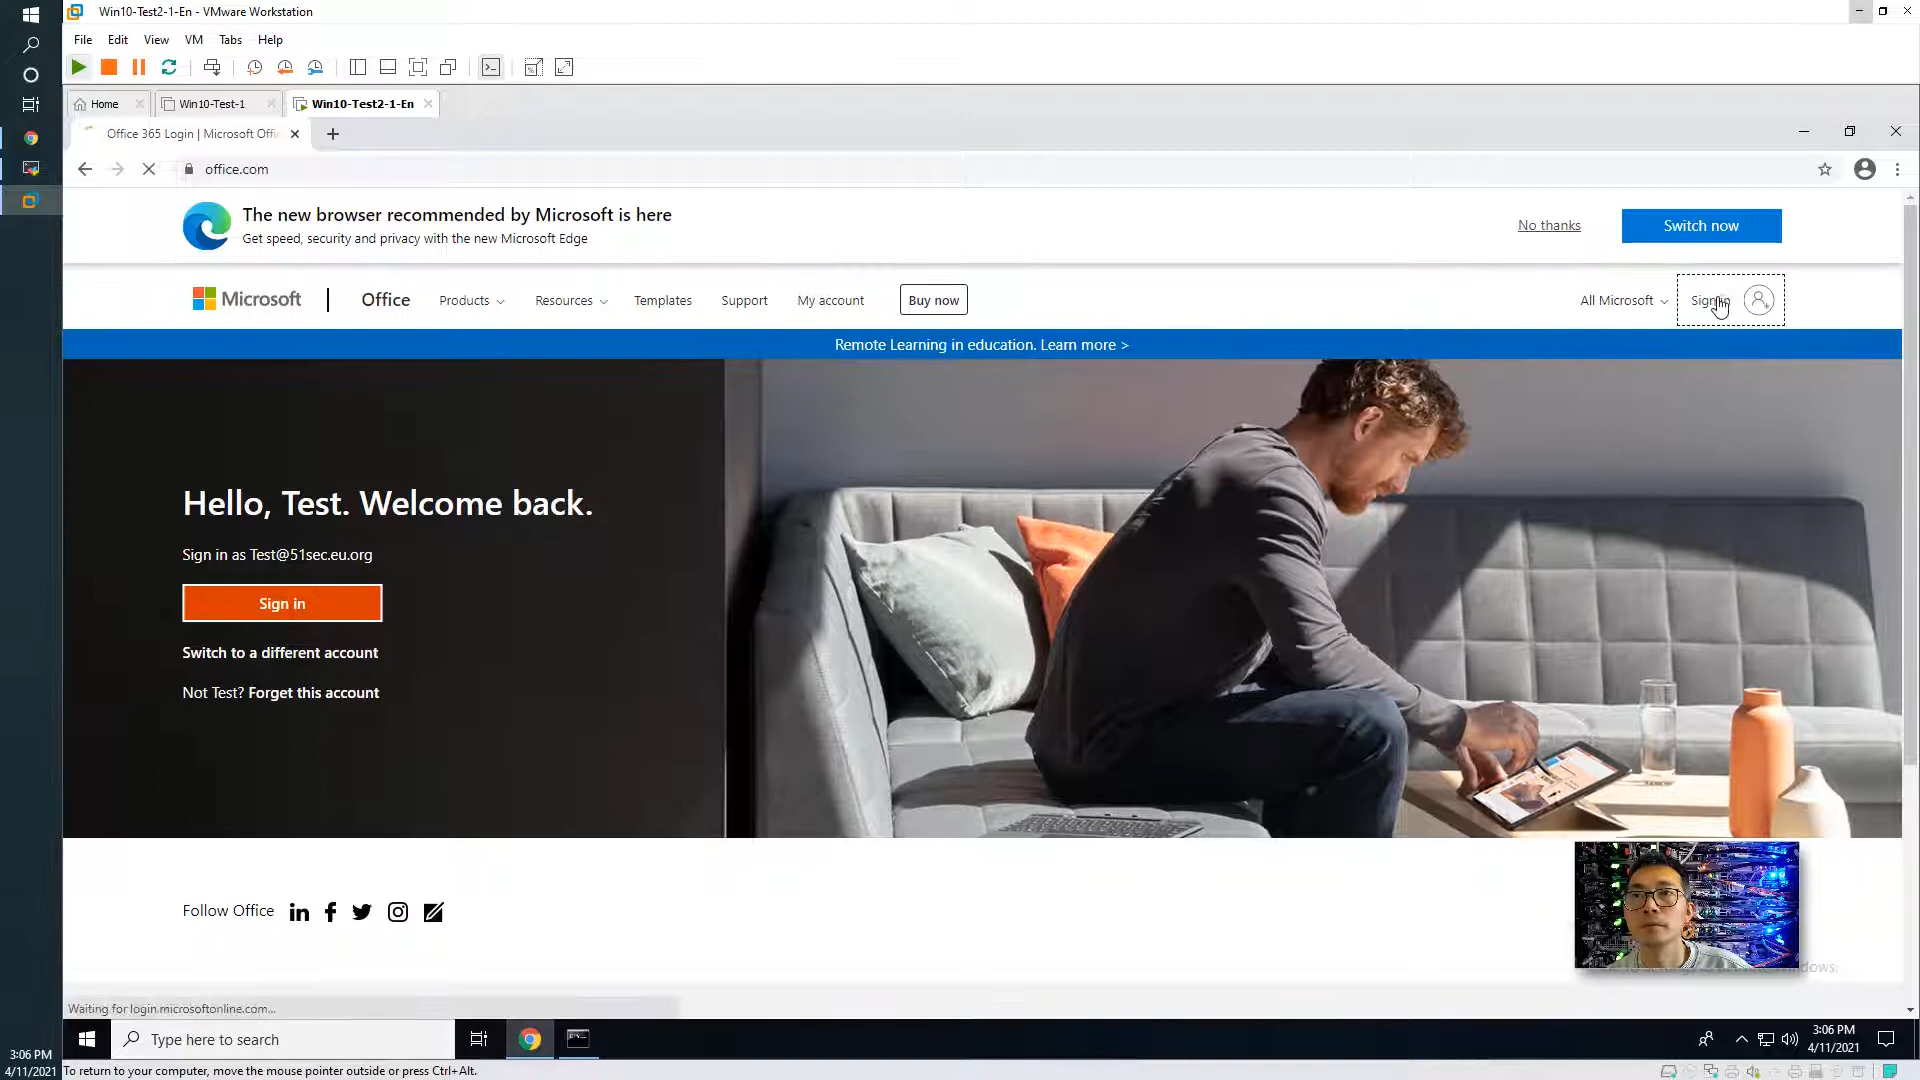 Win10-Test2-1-En - VMware Workstation
File Edit View VM Tabs Help
Home Win10-Test-1 Win10-Test2-1-En
Office 365 Login | Microsoft Offi
office.com
The new browser recommended by Microsoft is here
Get speed, security and privacy with the new Microsoft Edge
No thanks
Switch now
Microsoft Office Products Resources Templates Support My account Buy now All Microsoft Sign in
Remote Learning in education. Learn more >
Hello, Test. Welcome back.
Sign in as Test@51sec.eu.org
Sign in
Switch to a different account
Not Test? Forget this account
Follow Office
Waiting for login.microsoftonline.com...
Type here to search
3:06 PM
4/11/2021
3:06 PM
4/11/2021
To return to your computer, move the mouse pointer outside or press Ctrl+Alt.